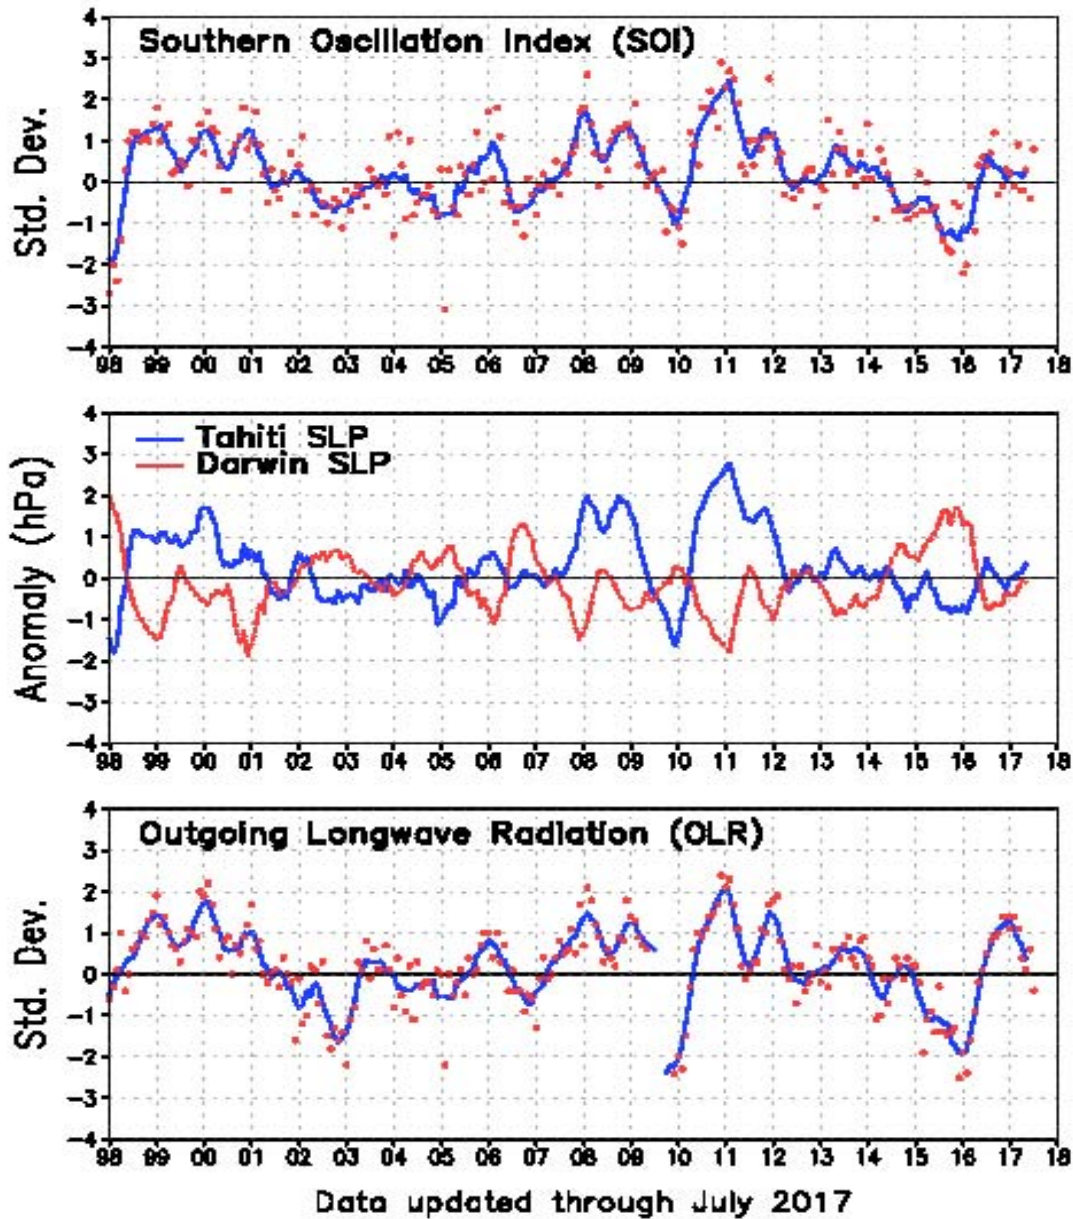 Southern Oscillation Index (SOI)
Std. Dev.
4
3
2
1
0
-1
-2
-3
-4
98 99 00 01 02 03 04 05 06 07 08 09 10 11 12 13 14 15 16 17 18
Tahiti SLP
Darwin SLP
Anomaly (hPa)
4
3
2
1
0
-1
-2
-3
-4
98 99 00 01 02 03 04 05 06 07 08 09 10 11 12 13 14 15 16 17 18
Outgoing Longwave Radiation (OLR)
Std. Dev.
4
3
2
1
0
-1
-2
-3
-4
98 99 00 01 02 03 04 05 06 07 08 09 10 11 12 13 14 15 16 17 18
Data updated through July 2017